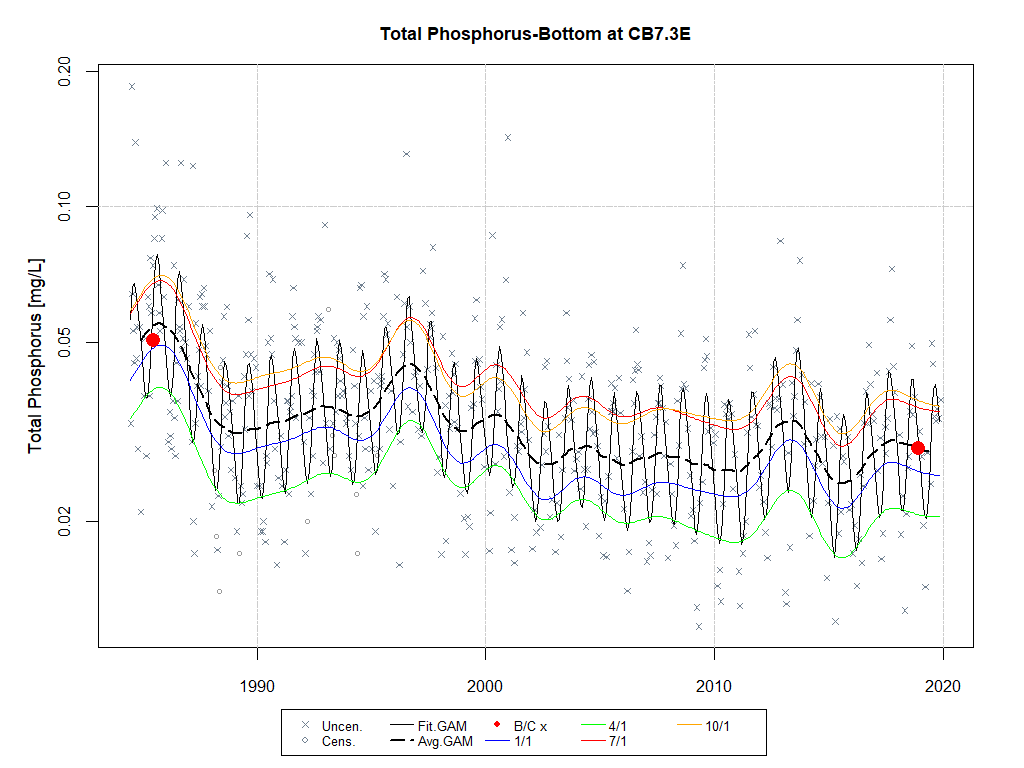 Total Phosphorus-Bottom at CB7.3E
Total Phosphorus [mg/L]
0.20
0.10
0.05
0.02
1990 2000 2010 2020
Uncen. Fit.GAM B/C x 4/1 10/1
Cens. Avg.GAM 1/1 7/1